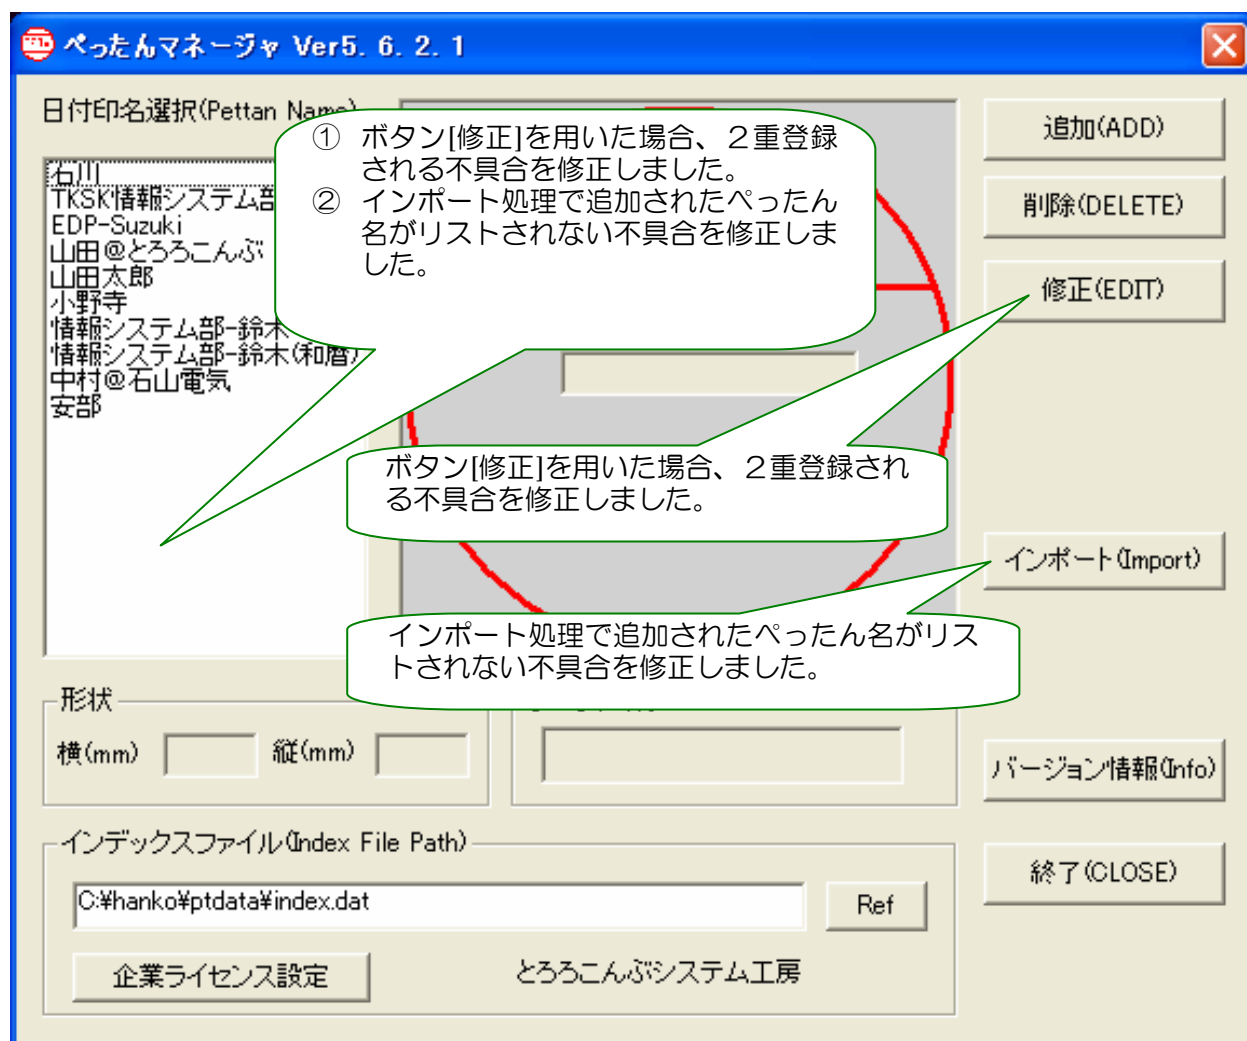 ぺったんマネージャ Ver5. 6. 2. 1
日付印名選択(Pettan Name)
石川
TKSK情報システム部
EDP-Suzuki
山田@とろろこんぶ
山田太郎
小野寺
情報システム部-鈴木
情報システム部-鈴木(和暦)
中村@石山電気
安部
① ボタン[修正]を用いた場合、２重登録
される不具合を修正しました。
② インポート処理で追加されたぺったん
名がリストされない不具合を修正しま
した。
ボタン[修正]を用いた場合、２重登録され
る不具合を修正しました。
インポート処理で追加されたぺったん名がリス
トされない不具合を修正しました。
追加(ADD)
削除(DELETE)
修正(EDIT)
インポート(Import)
バージョン情報(Info)
終了(CLOSE)
形状
横(mm) 縦(mm)
インデックスファイル(Index File Path)
C:¥hanko¥ptdata¥index.dat
Ref
企業ライセンス設定
とろろこんぶシステム工房